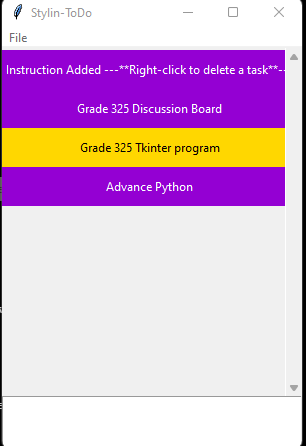 Stylin-ToDo
File
Instruction Added ---**Right-click to delete a task**--
Grade 325 Discussion Board
Grade 325 Tkinter program
Advance Python